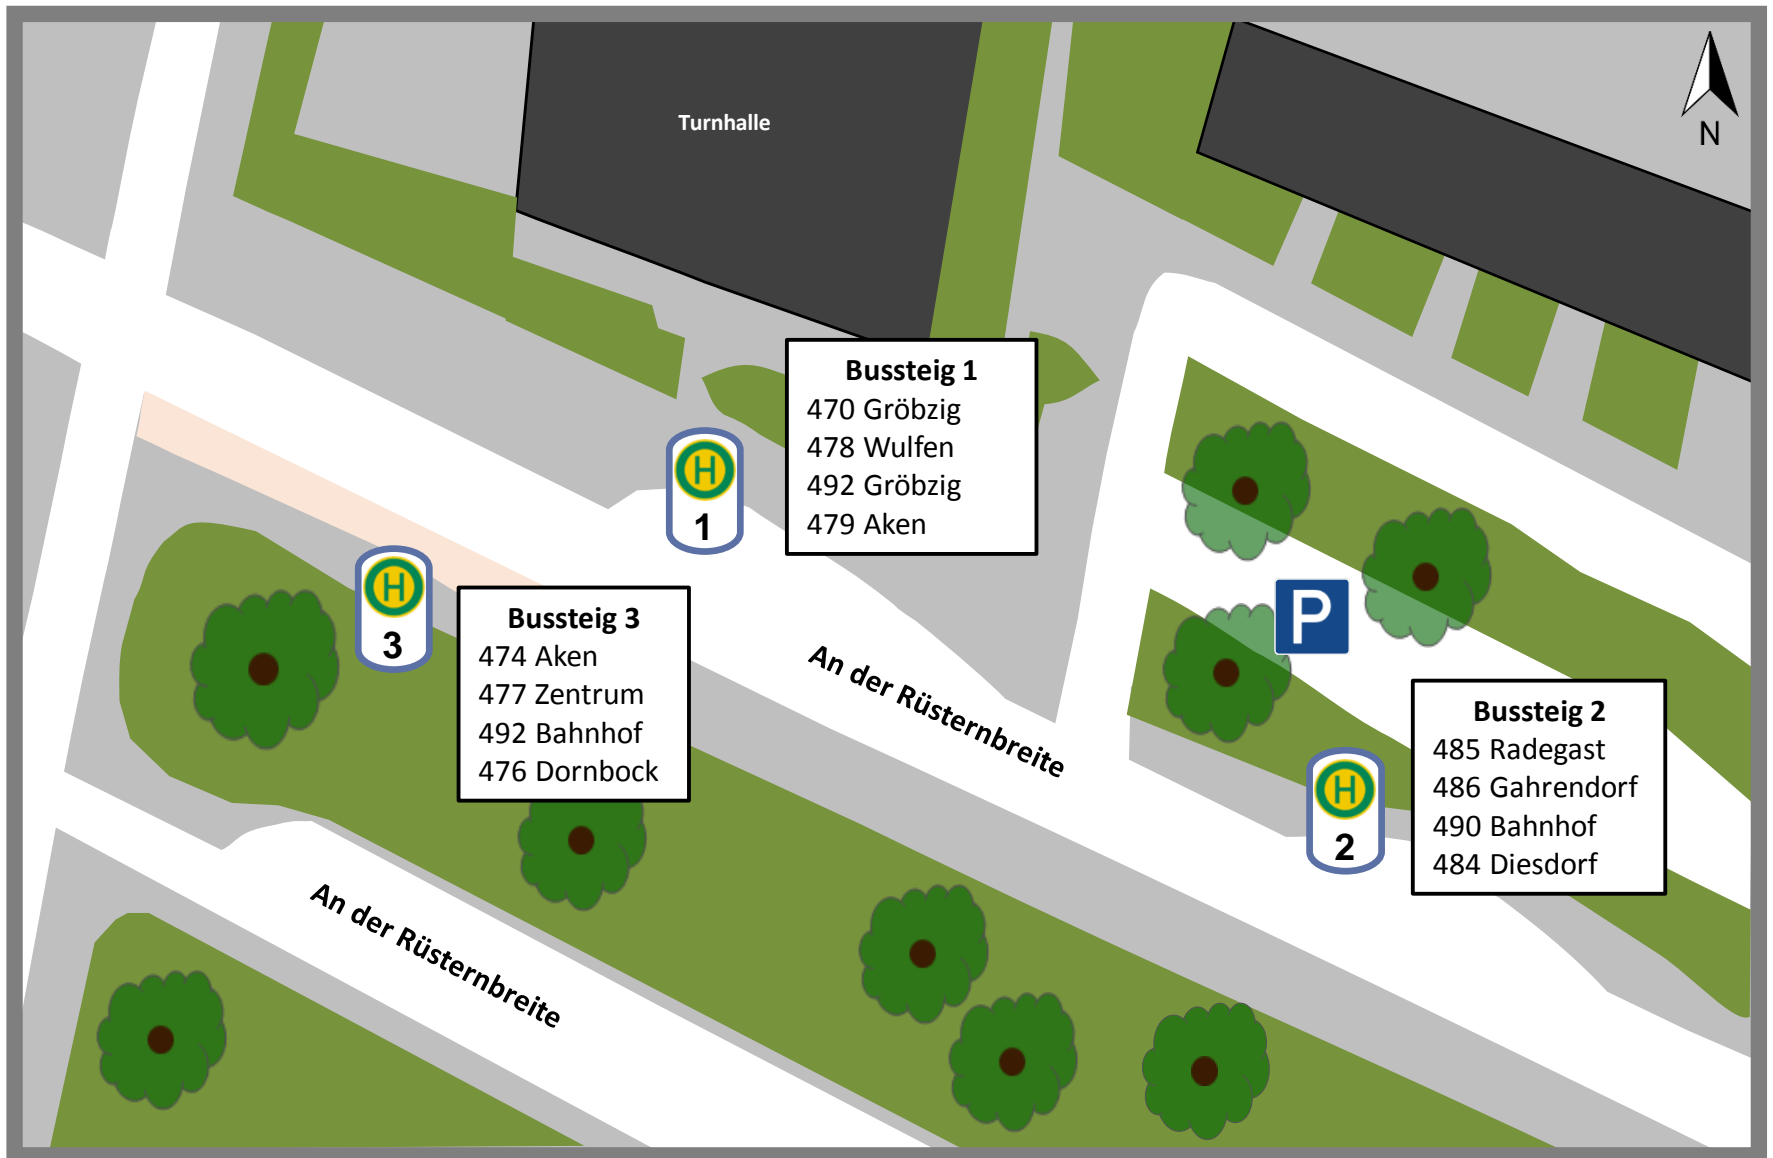 Turnhalle
N
Bussteig 1
470 Gröbzig
478 Wulfen
492 Gröbzig
479 Aken
H
1
H
3
Bussteig 3
474 Aken
477 Zentrum
492 Bahnhof
476 Dornbock
P
An der Rüsternbreite
Bussteig 2
485 Radegast
486 Gahrendorf
490 Bahnhof
484 Diesdorf
H
2
An der Rüsternbreite